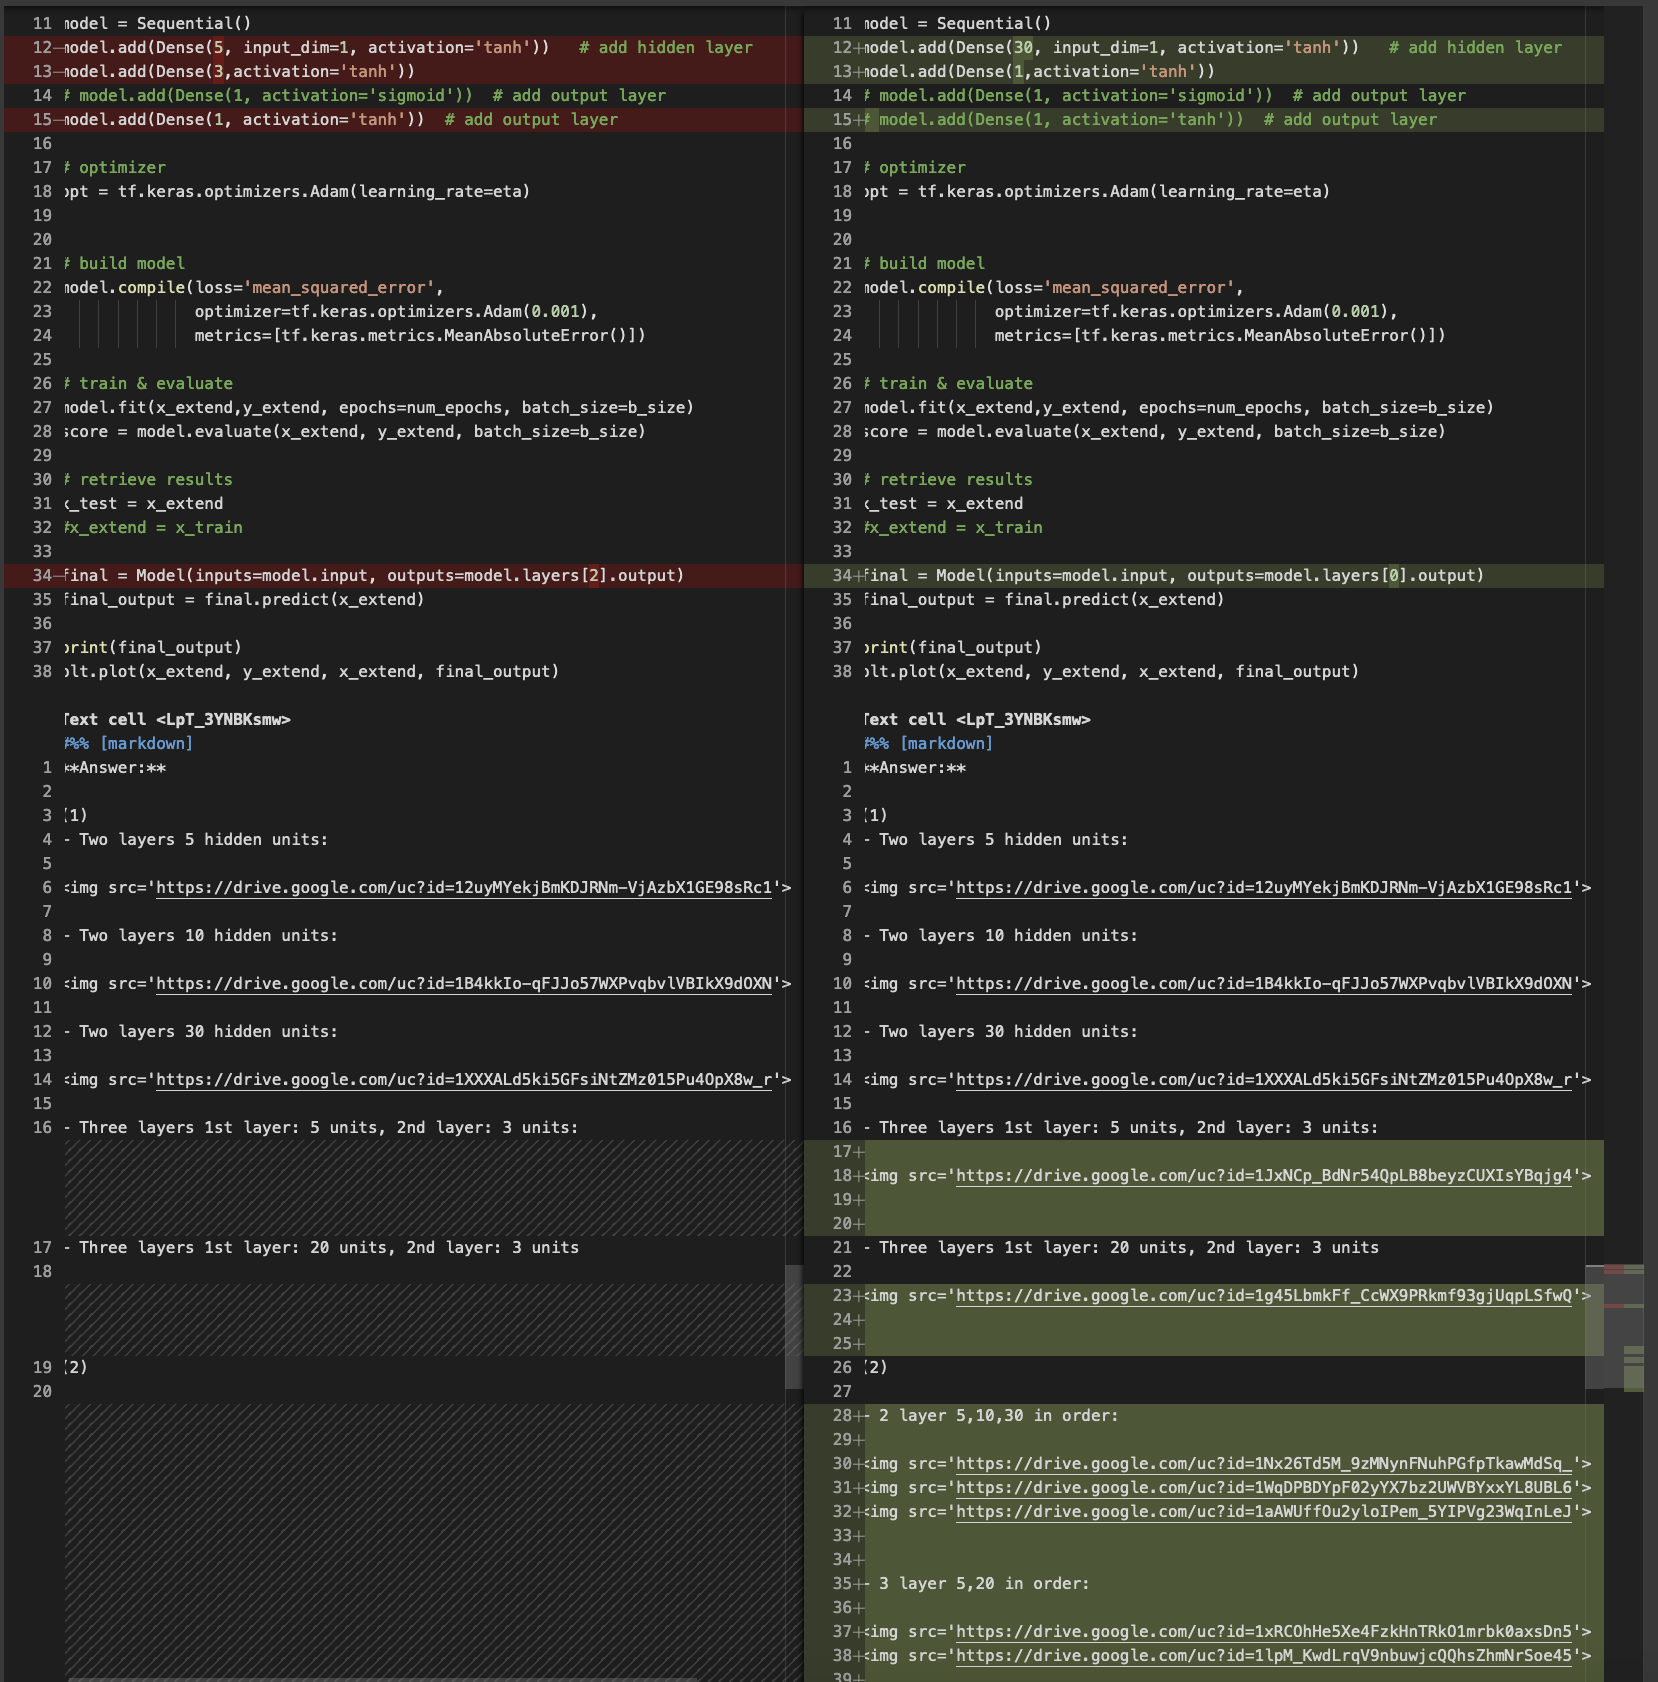 11 model = Sequential()
12—model.add(Dense(5, input_dim=1, activation='tanh'))   # add hidden layer
13—model.add(Dense(3,activation='tanh'))
14 # model.add(Dense(1, activation='sigmoid'))  # add output layer
15—model.add(Dense(1, activation='tanh'))  # add output layer
16
17 # optimizer
18 opt = tf.keras.optimizers.Adam(learning_rate=eta)
19
20
21 # build model
22 model.compile(loss='mean_squared_error',
23 optimizer=tf.keras.optimizers.Adam(0.001),
24 metrics=[tf.keras.metrics.MeanAbsoluteError()])
25
26 # train & evaluate
27 model.fit(x_extend,y_extend, epochs=num_epochs, batch_size=b_size)
28 score = model.evaluate(x_extend, y_extend, batch_size=b_size)
29
30 # retrieve results
31 x_test = x_extend
32 #x_extend = x_train
33
34—final = Model(inputs=model.input, outputs=model.layers[2].output)
35 final_output = final.predict(x_extend)
36
37 print(final_output)
38 plt.plot(x_extend, y_extend, x_extend, final_output)
Text cell <LpT_3YNBKsmw>
#%% [markdown]
1 **Answer:**
2
3 (1)
4 - Two layers 5 hidden units:
5
6 <img src='https://drive.google.com/uc?id=12uyMYekjBmKDJRNm-VjAzbX1GE98sRc1'>
7
8 - Two layers 10 hidden units:
9
10 <img src='https://drive.google.com/uc?id=1B4kkIo-qFJJo57WXPvqbvlVBIkX9dOXN'>
11
12 - Two layers 30 hidden units:
13
14 <img src='https://drive.google.com/uc?id=1XXXALd5ki5GFsiNtZMz015Pu4OpX8w_r'>
15
16 - Three layers 1st layer: 5 units, 2nd layer: 3 units:
17 - Three layers 1st layer: 20 units, 2nd layer: 3 units
18
19 (2)
20
11 model = Sequential()
12+model.add(Dense(30, input_dim=1, activation='tanh'))   # add hidden layer
13+model.add(Dense(1,activation='tanh'))
14 # model.add(Dense(1, activation='sigmoid'))  # add output layer
15+# model.add(Dense(1, activation='tanh'))  # add output layer
16
17 # optimizer
18 opt = tf.keras.optimizers.Adam(learning_rate=eta)
19
20
21 # build model
22 model.compile(loss='mean_squared_error',
23 optimizer=tf.keras.optimizers.Adam(0.001),
24 metrics=[tf.keras.metrics.MeanAbsoluteError()])
25
26 # train & evaluate
27 model.fit(x_extend,y_extend, epochs=num_epochs, batch_size=b_size)
28 score = model.evaluate(x_extend, y_extend, batch_size=b_size)
29
30 # retrieve results
31 x_test = x_extend
32 #x_extend = x_train
33
34+final = Model(inputs=model.input, outputs=model.layers[0].output)
35 final_output = final.predict(x_extend)
36
37 print(final_output)
38 plt.plot(x_extend, y_extend, x_extend, final_output)
Text cell <LpT_3YNBKsmw>
#%% [markdown]
1 **Answer:**
2
3 (1)
4 - Two layers 5 hidden units:
5
6 <img src='https://drive.google.com/uc?id=12uyMYekjBmKDJRNm-VjAzbX1GE98sRc1'>
7
8 - Two layers 10 hidden units:
9
10 <img src='https://drive.google.com/uc?id=1B4kkIo-qFJJo57WXPvqbvlVBIkX9dOXN'>
11
12 - Two layers 30 hidden units:
13
14 <img src='https://drive.google.com/uc?id=1XXXALd5ki5GFsiNtZMz015Pu4OpX8w_r'>
15
16 - Three layers 1st layer: 5 units, 2nd layer: 3 units:
17+
18+<img src='https://drive.google.com/uc?id=1JxNCp_BdNr54QpLB8beyzCUXIsYBqjg4'>
19+
20+
21 - Three layers 1st layer: 20 units, 2nd layer: 3 units
22
23+<img src='https://drive.google.com/uc?id=1g45LbmkFf_CcWX9PRkmf93gjUqpLSfwQ'>
24+
25+
26 (2)
27
28+- 2 layer 5,10,30 in order:
29+
30+<img src='https://drive.google.com/uc?id=1Nx26Td5M_9zMNynFNuhPGfpTkawMdSq_'>
31+<img src='https://drive.google.com/uc?id=1WqDPBDYpF02yYX7bz2UWVBYxxYL8UBL6'>
32+<img src='https://drive.google.com/uc?id=1aAWUffOu2yloIPem_5YIPVg23WqInLeJ'>
33+
34+
35+- 3 layer 5,20 in order:
36+
37+<img src='https://drive.google.com/uc?id=1xRCOhHe5Xe4FzkHnTRkO1mrbk0axsDn5'>
38+<img src='https://drive.google.com/uc?id=1lpM_KwdLrqV9nbuwjcQQhsZhmNrSoe45'>
39+